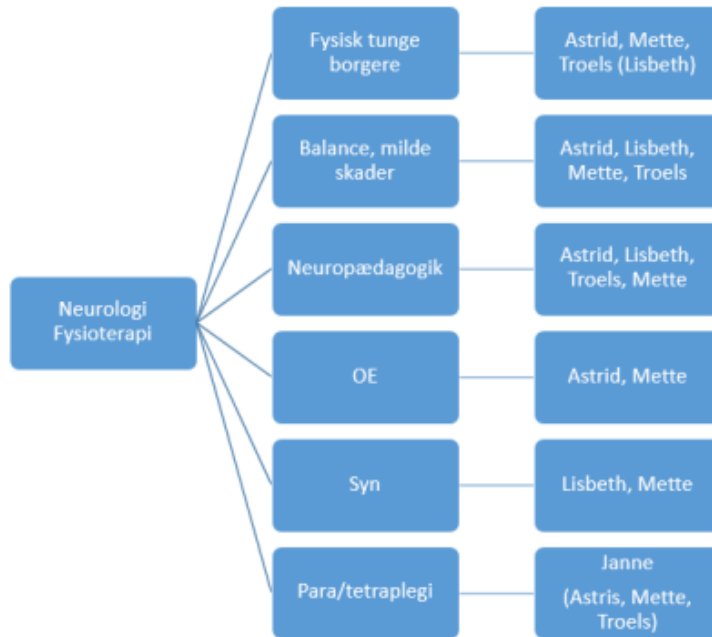 Fysisk tunge
borgere
Astrid, Mette,
Troels (Lisbeth)
Balance, milde
skader
Astrid, Lisbeth,
Mette, Troels
Neuropædagogik
Astrid, Lisbeth,
Troels, Mette
Neurologi
Fysioterapi
OE
Astrid, Mette
Syn
Lisbeth, Mette
Para/tetraplegi
Janne
(Astris, Mette,
Troels)